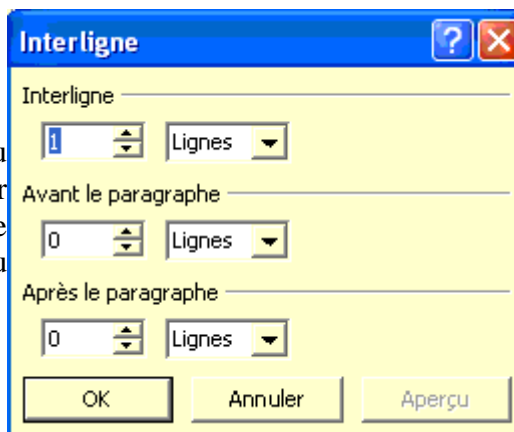 Interligne
Interligne
1 Lignes
u
r
Avant le paragraphe
e
0 Lignes
u
Après le paragraphe
0 Lignes
OK Annuler Aperçu